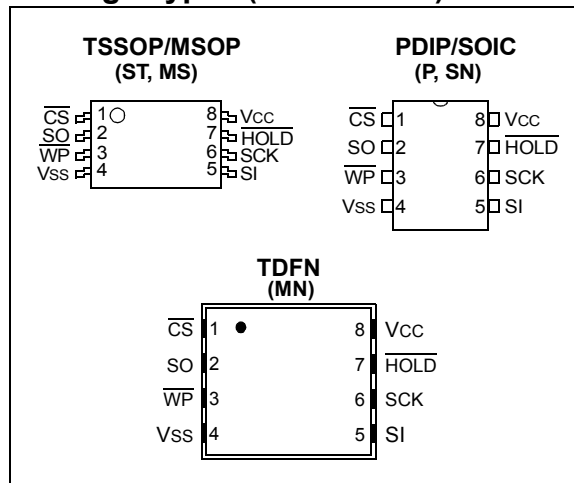 TSSOP/MSOP
(ST, MS)
CS 1 8 VCC
SO 2 7 HOLD
WP 3 6 SCK
VSS 4 5 SI
PDIP/SOIC
(P, SN)
CS 1 8 VCC
SO 2 7 HOLD
WP 3 6 SCK
VSS 4 5 SI
TDFN
(MN)
CS 1 8 VCC
SO 2 7 HOLD
WP 3 6 SCK
VSS 4 5 SI